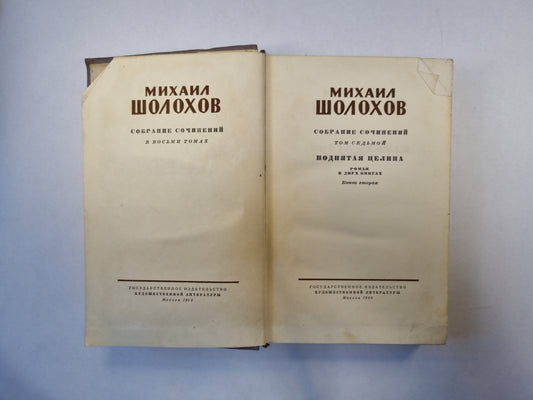 МИХАИЛ
ШОЛОХОВ
СОБРАНИЕ СОЧИНЕНИЙ
В ВОСЬМИ ТОМАХ
ГОСУДАРСТВЕННОЕ ИЗДАТЕЛЬСТВО
ХУДОЖЕСТВЕННОЙ ЛИТЕРАТУРЫ
Москва
МИХАИЛ
ШОЛОХОВ
СОБРАНИЕ СОЧИНЕНИЙ
ТОМ СЕДЬМОЙ
ПОДНЯТАЯ ЦЕЛИНА
РОМАН
В ДВУХ КНИГАХ
Книга вторая
ГОСУДАРСТВЕННОЕ ИЗДАТЕЛЬСТВО
ХУДОЖЕСТВЕННОЙ ЛИТЕРАТУРЫ
Москва 1960